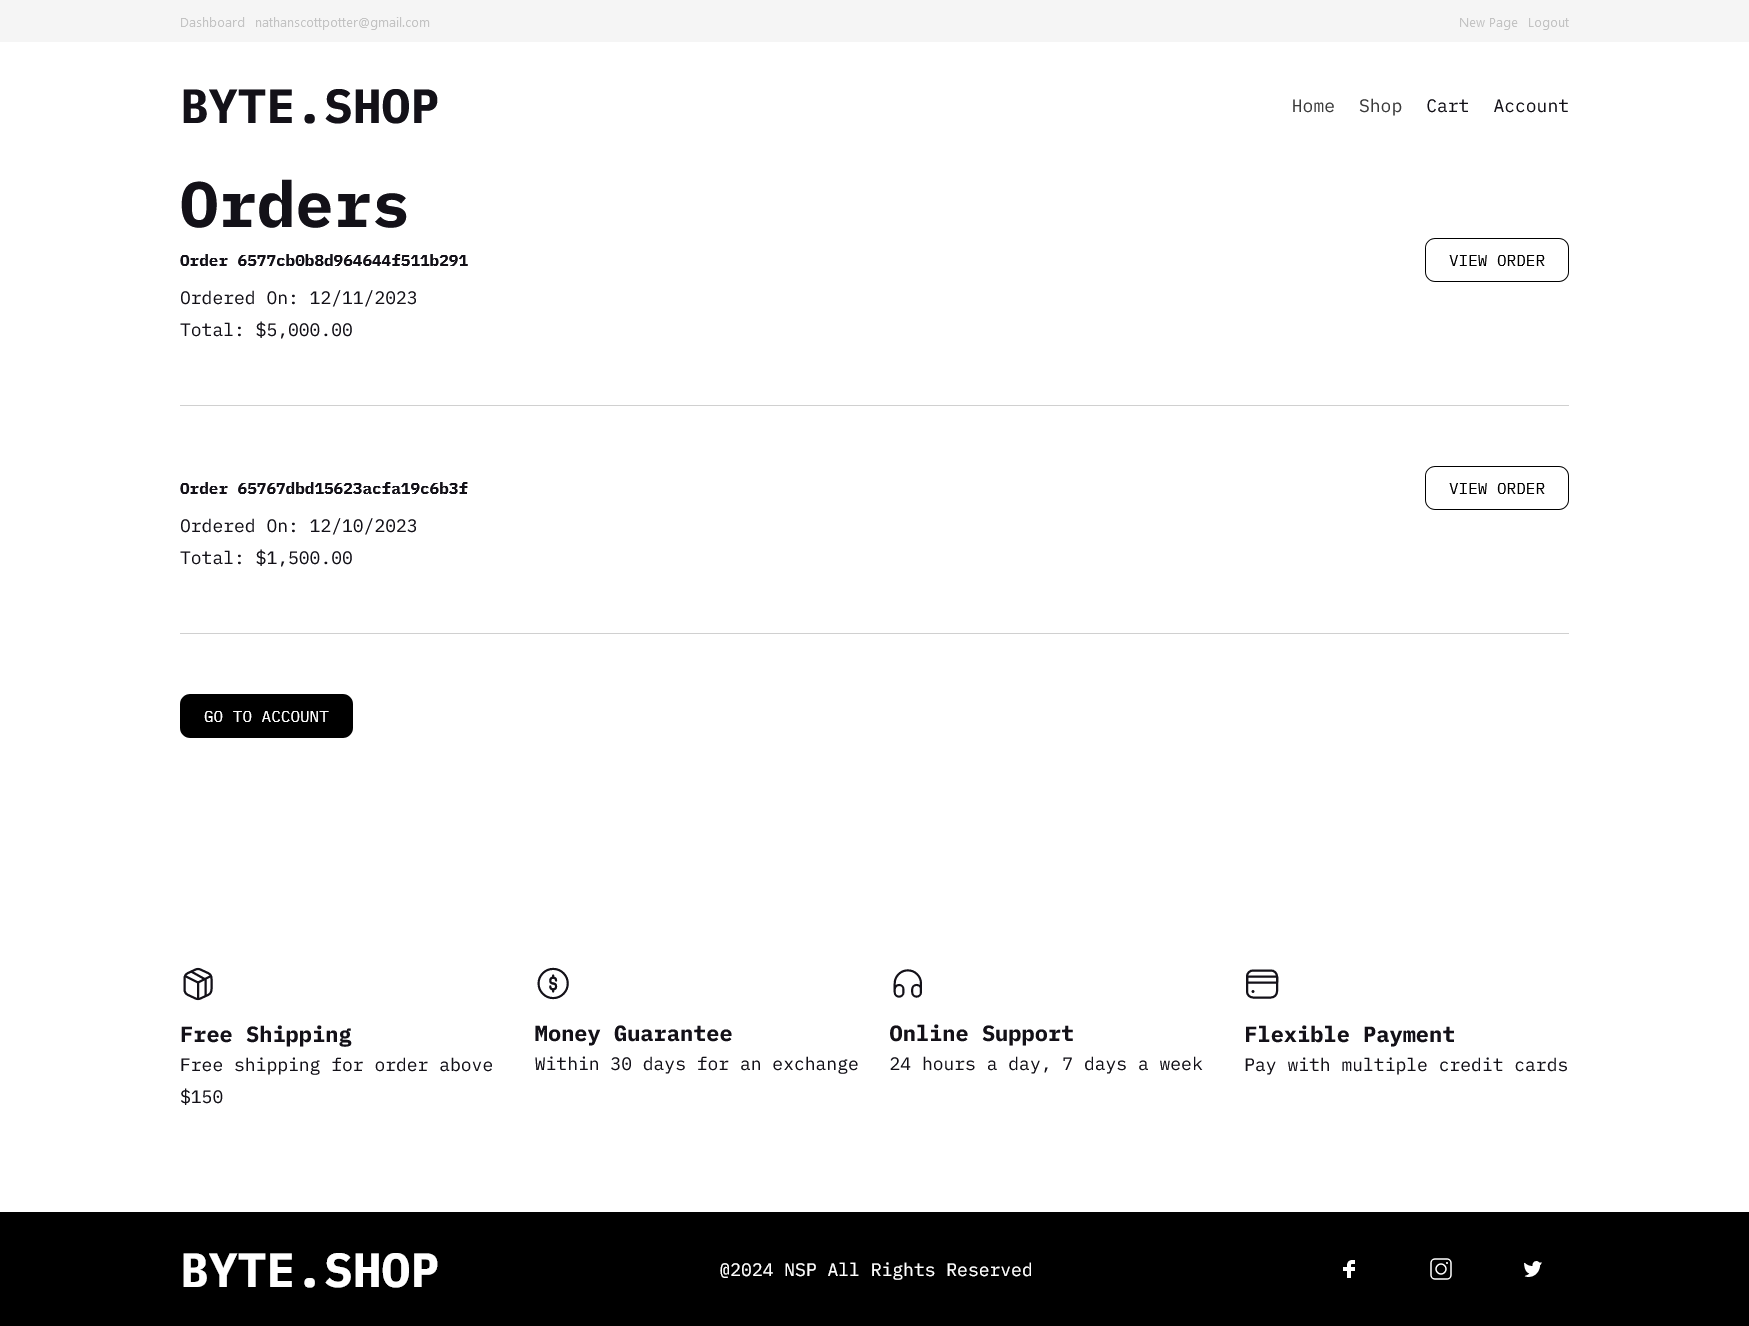 Dashboard nathanscottpotter@gmail.com New Page Logout
BYTE.SHOP Home Shop Cart Account
Orders
Order 6577cb0b8d964644f511b291 VIEW ORDER
Ordered On: 12/11/2023
Total: $5,000.00
Order 65767dbd15623acfa19c6b3f VIEW ORDER
Ordered On: 12/10/2023
Total: $1,500.00
GO TO ACCOUNT
Free Shipping
Free shipping for order above
$150
Money Guarantee
Within 30 days for an exchange
Online Support
24 hours a day, 7 days a week
Flexible Payment
Pay with multiple credit cards
BYTE.SHOP @2024 NSP All Rights Reserved